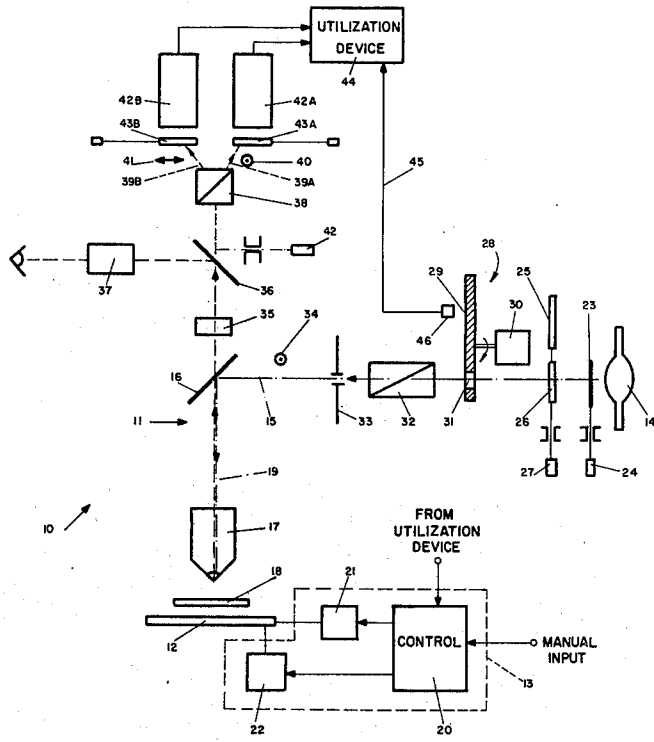 UTILIZATION
DEVICE
44
42B
42A
43B
43A
41
40
39B
39A
38
45
42
28
29
25
37
36
30
23
46
35
34
16
15
33
32
31
26
14
11
27
24
19
10
17
FROM
UTILIZATION
DEVICE
18
21
12
CONTROL
MANUAL
INPUT
13
22
20